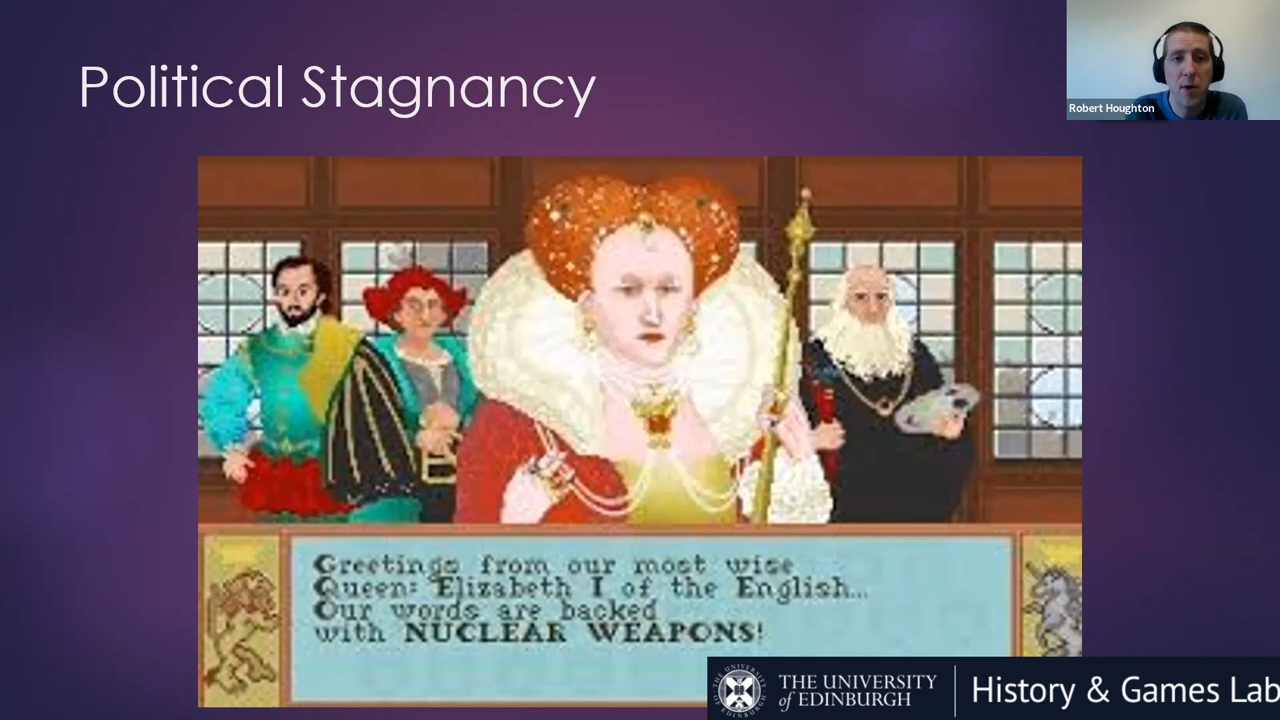 Political Stagnancy
Robert Houghton
Greetings from our most wise
Queen: Elizabeth I of the English...
Our words are backed
with NUCLEAR WEAPONS!
THE UNIVERSITY
of EDINBURGH
History & Games Lab